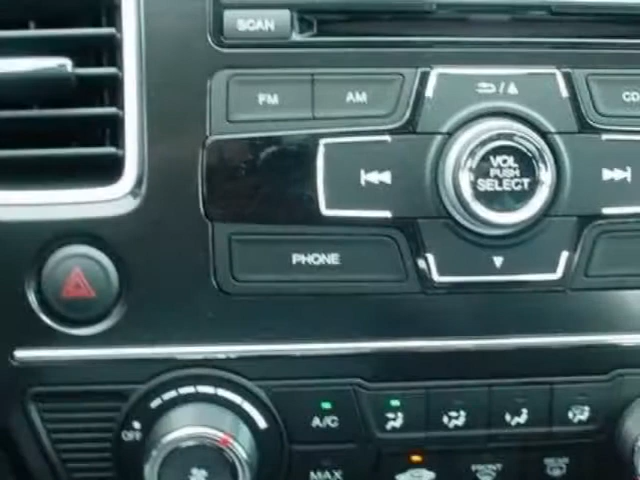 SCAN
FM AM CD
VOL
PUSH
SELECT
PHONE
OFF A/C
MAX
FRONT REAR